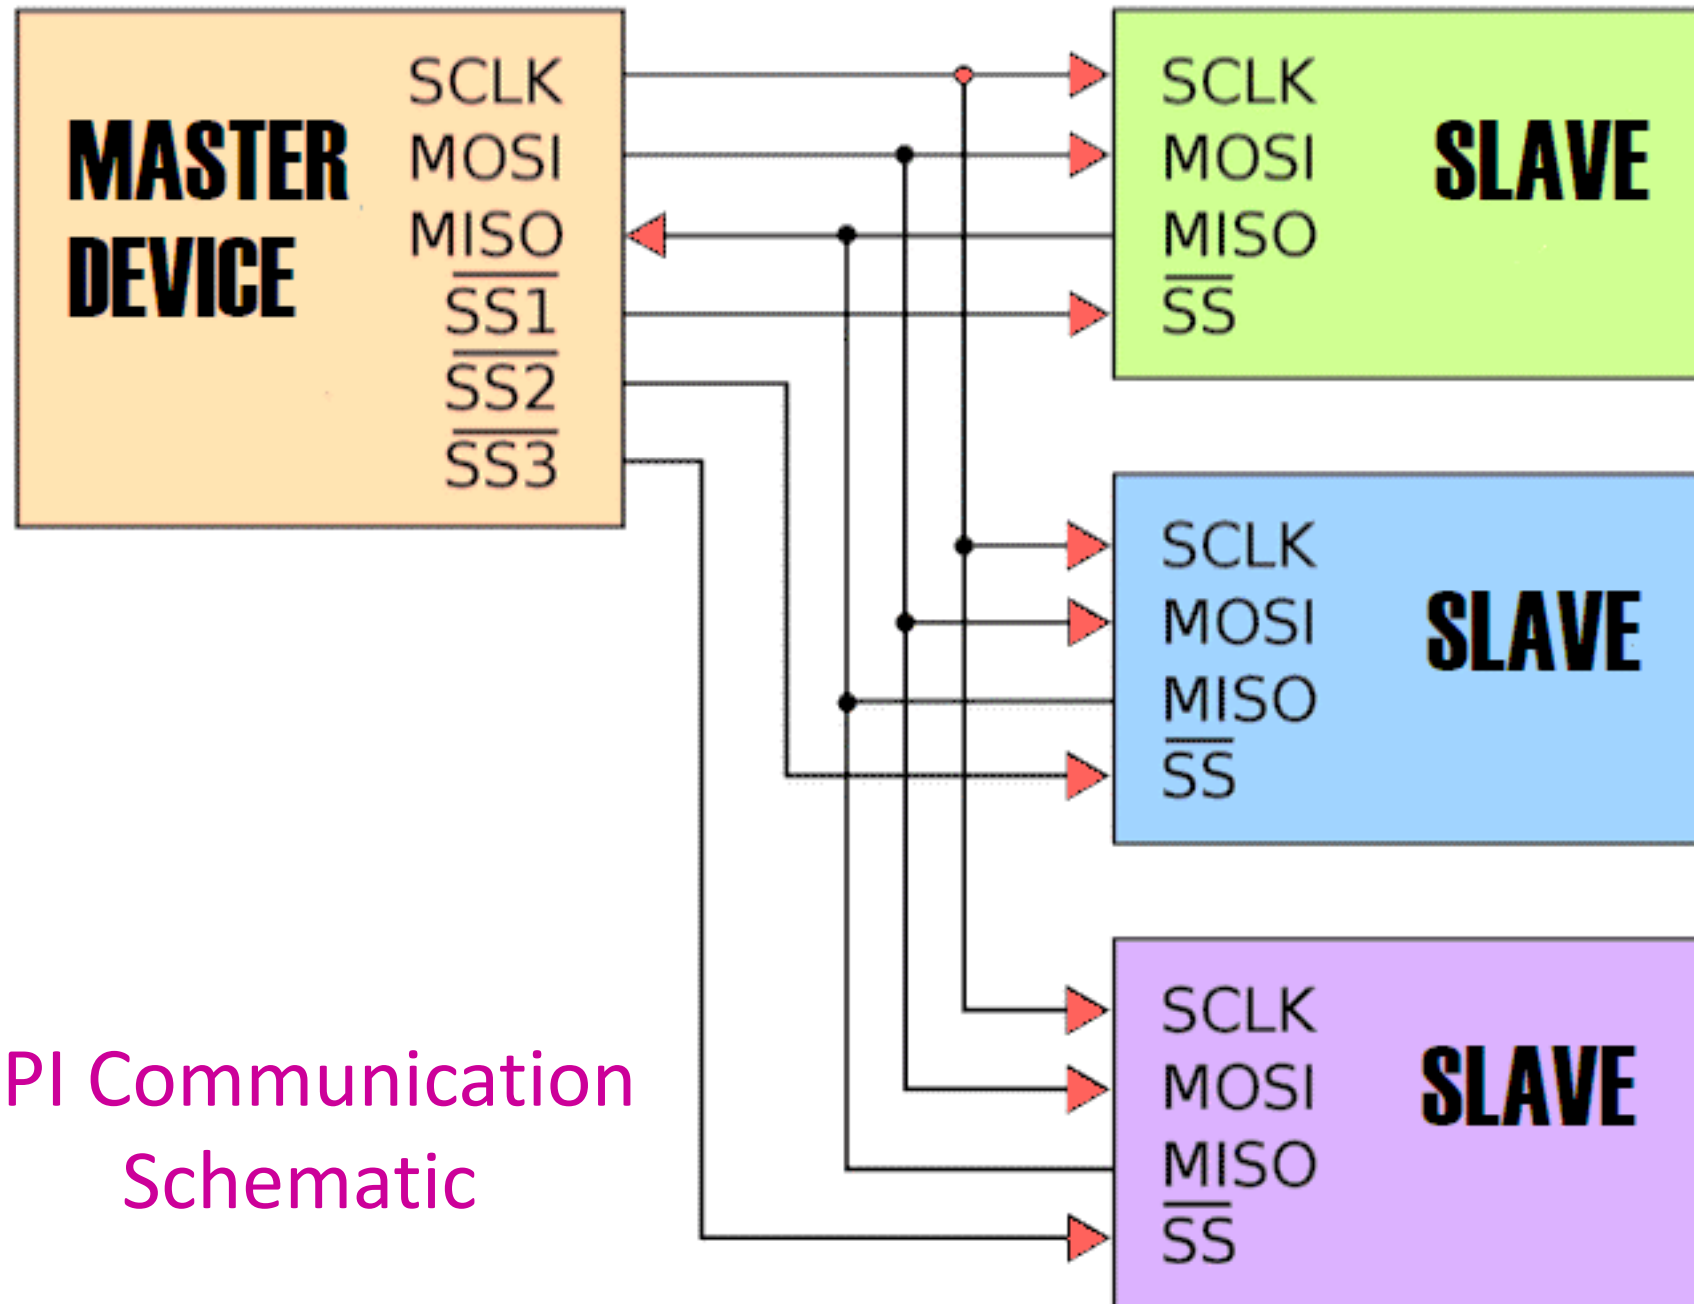 MASTER
DEVICE
SCLK
MOSI
MISO
SS1
SS2
SS3
SCLK
MOSI
MISO
SS
SLAVE
SCLK
MOSI
MISO
SS
SLAVE
SCLK
MOSI
MISO
SS
SLAVE
PI Communication
Schematic